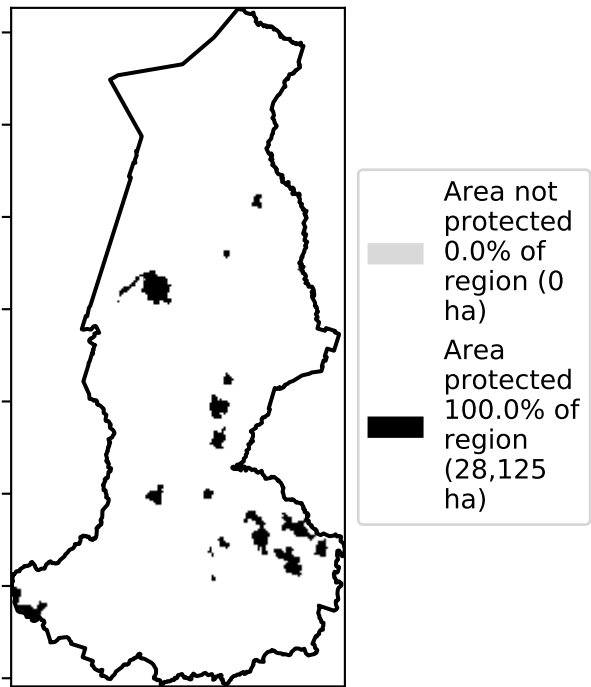 Area not
protected
0.0% of
region (0
ha)
Area
protected
100.0% of
region
(28,125
ha)